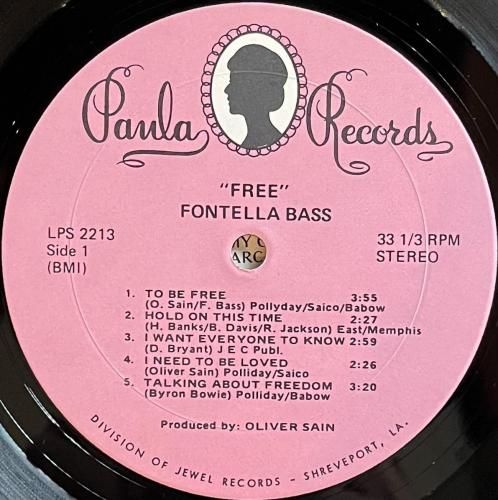 Paula Records
"FREE"
FONTELLA BASS
LPS 2213
Side 1
(BMI)
33 1/3 RPM
STEREO
1. TO BE FREE 3:55
(O. Sain/F. Bass) Pollyday/Saico/Babow
2. HOLD ON THIS TIME 2:27
(H. Banks/B. Davis/R. Jackson) East/Memphis
3. I WANT EVERYONE TO KNOW 2:59
(D. Bryant) J E C Publ.
4. I NEED TO BE LOVED 2:26
(Oliver Sain) Polliday/Saico
5. TALKING ABOUT FREEDOM 3:20
(Byron Bowie) Polliday/Babow
Produced by: OLIVER SAIN
DIVISION OF JEWEL RECORDS - SHREVEPORT, LA.